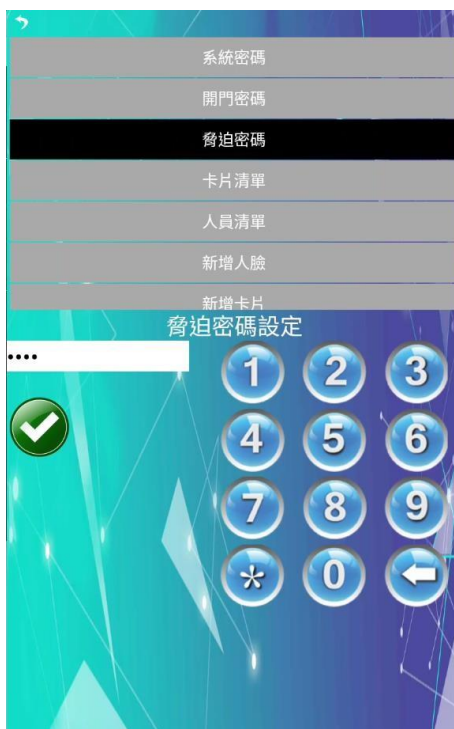 系統密碼
開門密碼
脅迫密碼
卡片清單
人員清單
新增人臉
新增卡片
脅迫密碼設定
••••
1 2 3
4 5 6
7 8 9
* 0